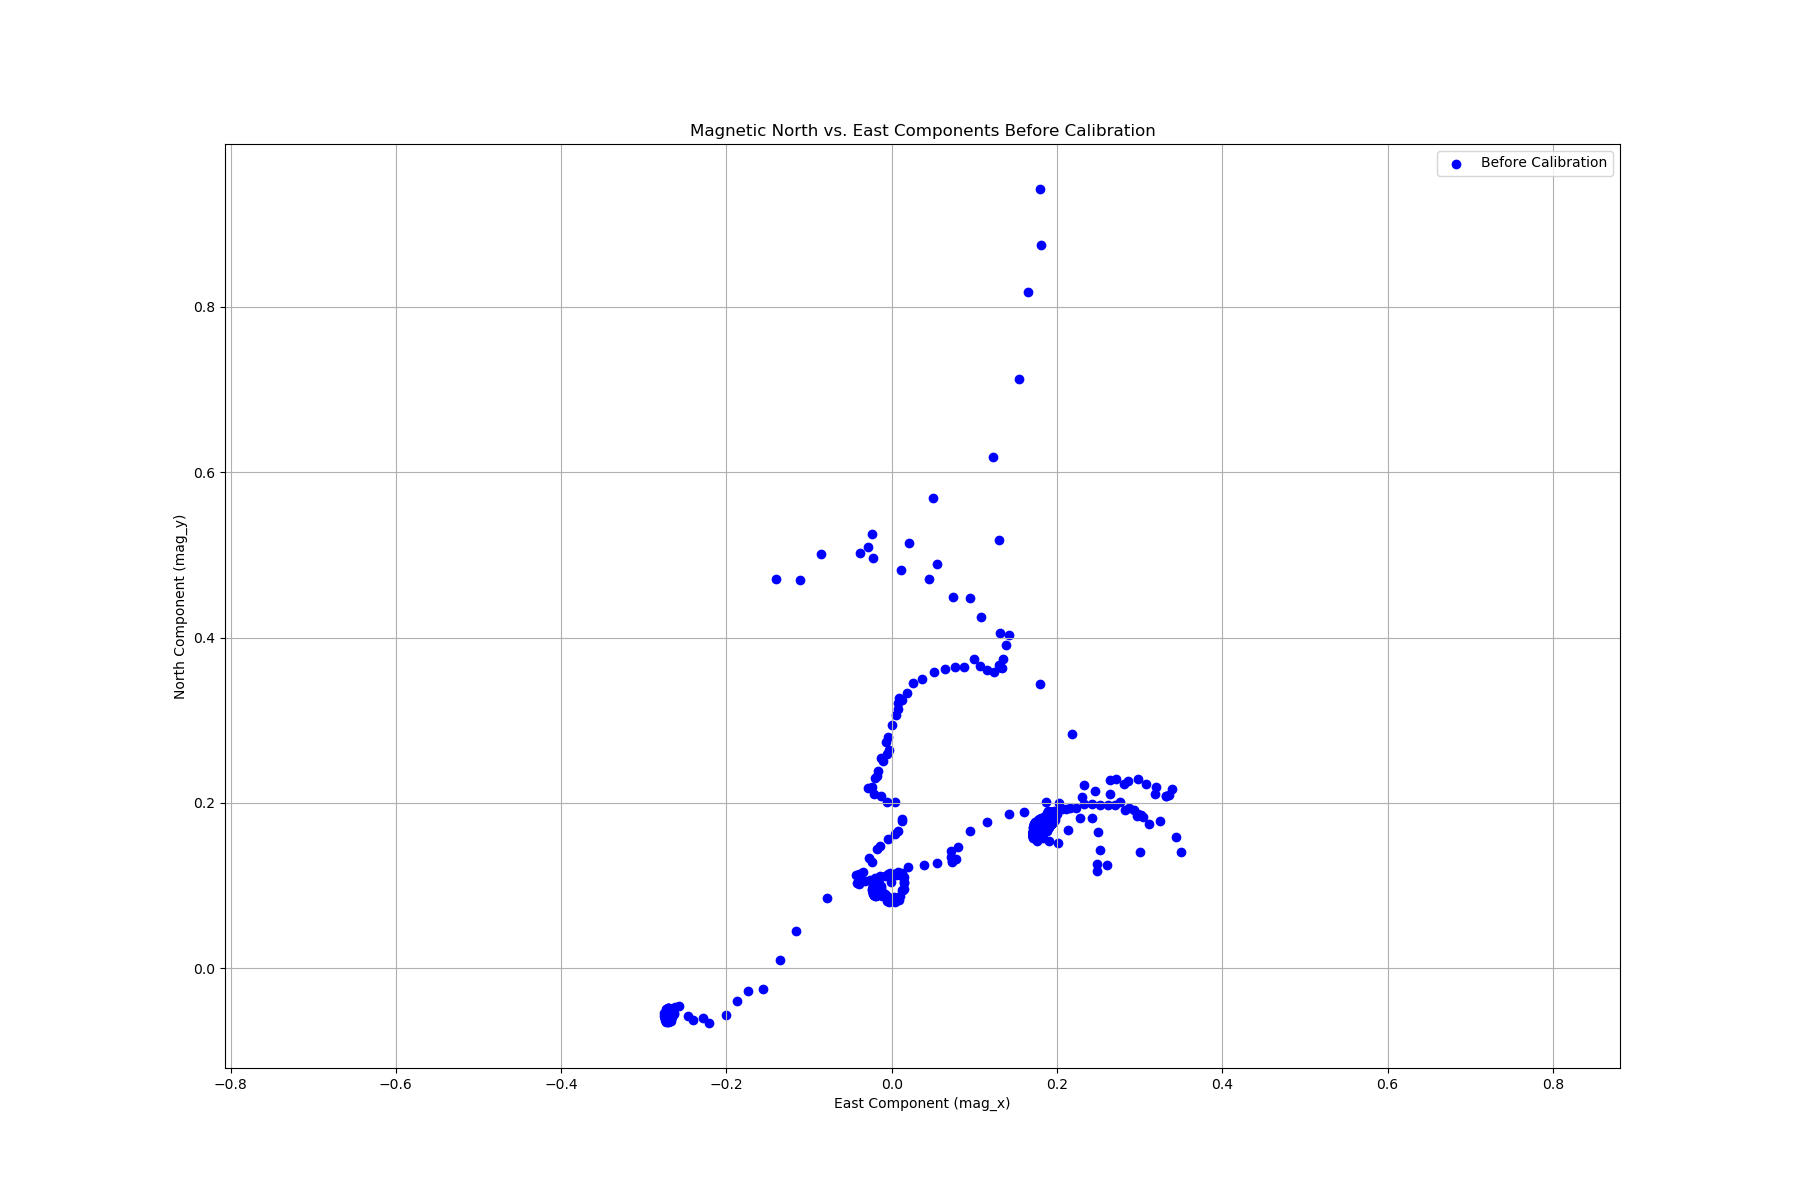 Magnetic North vs. East Components Before Calibration
Before Calibration
North Component (mag_y)
0.8
0.6
0.4
0.2
0.0
−0.8 −0.6 −0.4 −0.2 0.0 0.2 0.4 0.6 0.8
East Component (mag_x)